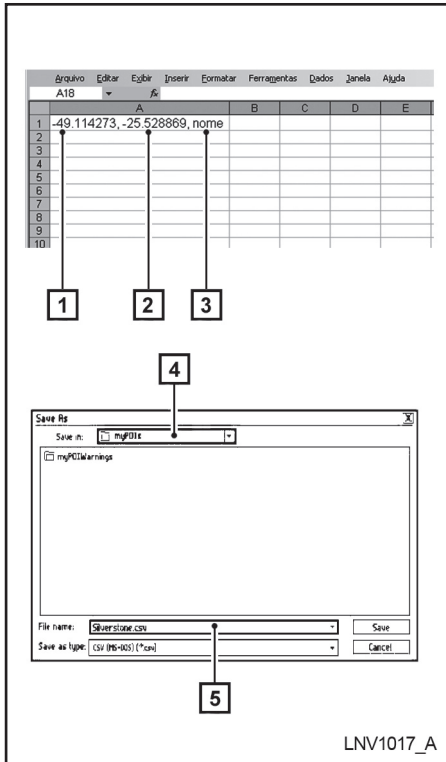 Arquivo Editar Exibir Inserir Formatar Ferramentas Dados Janela Ajuda
A18 fx
A B C D E
1 -49.114273, -25.528869, nome
2
3
4
5
6
7
8
9
10
1 2 3
4
Save As X
Save in: myPOIs
myPOIWarnings
File name: Silverstone.csv Save
Save as type: CSV (MS-DOS) (*.csv) Cancel
5
LNV1017_A